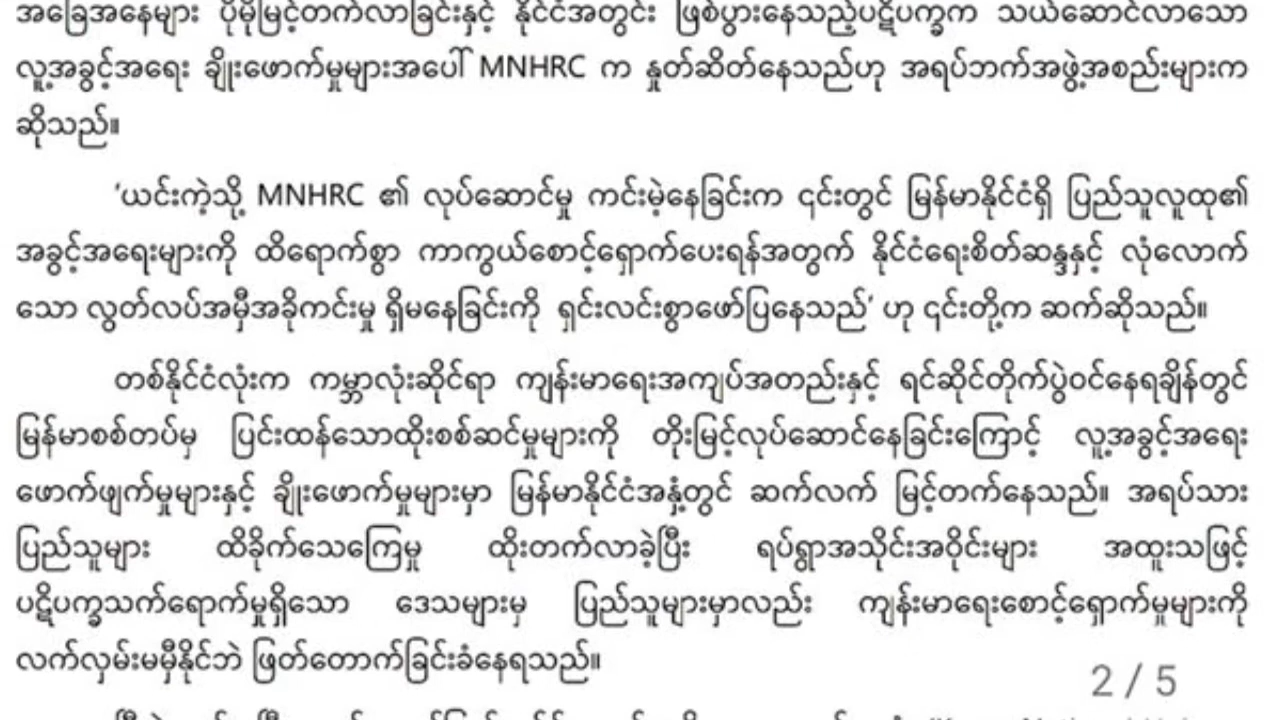 အခြေအနေများ ပိုမိုမြင့်တက်လာခြင်းနှင့် နိုင်ငံအတွင်း ဖြစ်ပွားနေသည့်ပဋိပက္ခက သယ်ဆောင်လာသော
လူ့အခွင့်အရေး ချိုးဖောက်မှုများအပေါ် MNHRC က နှုတ်ဆိတ်နေသည်ဟု အရပ်ဘက်အဖွဲ့အစည်းများက
ဆိုသည်။
‘ယင်းကဲ့သို့ MNHRC ၏ လုပ်ဆောင်မှု ကင်းမဲ့နေခြင်းက ၎င်းတွင် မြန်မာနိုင်ငံရှိ ပြည်သူလူထု၏
အခွင့်အရေးများကို ထိရောက်စွာ ကာကွယ်စောင့်ရှောက်ပေးရန်အတွက် နိုင်ငံရေးစိတ်ဆန္ဒနှင့် လုံလောက်
သော လွတ်လပ်အမှီအခိုကင်းမှု ရှိမနေခြင်းကို ရှင်းလင်းစွာဖော်ပြနေသည်’ ဟု ၎င်းတို့က ဆက်ဆိုသည်။
တစ်နိုင်ငံလုံးက ကမ္ဘာလုံးဆိုင်ရာ ကျန်းမာရေးအကျပ်အတည်းနှင့် ရင်ဆိုင်တိုက်ပွဲဝင်နေရချိန်တွင်
မြန်မာစစ်တပ်မှ ပြင်းထန်သောထိုးစစ်ဆင်မှုများကို တိုးမြင့်လုပ်ဆောင်နေခြင်းကြောင့် လူ့အခွင့်အရေး
ဖောက်ဖျက်မှုများနှင့် ချိုးဖောက်မှုများမှာ မြန်မာနိုင်ငံအနှံ့တွင် ဆက်လက် မြင့်တက်နေသည်။ အရပ်သား
ပြည်သူများ ထိခိုက်သေကြေမှု ထိုးတက်လာခဲ့ပြီး ရပ်ရွာအသိုင်းအဝိုင်းများ အထူးသဖြင့်
ပဋိပက္ခသက်ရောက်မှုရှိသော ဒေသများမှ ပြည်သူများမှာလည်း ကျန်းမာရေးစောင့်ရှောက်မှုများကို
လက်လှမ်းမမှီနိုင်ဘဲ ဖြတ်တောက်ခြင်းခံနေရသည်။
2 / 5